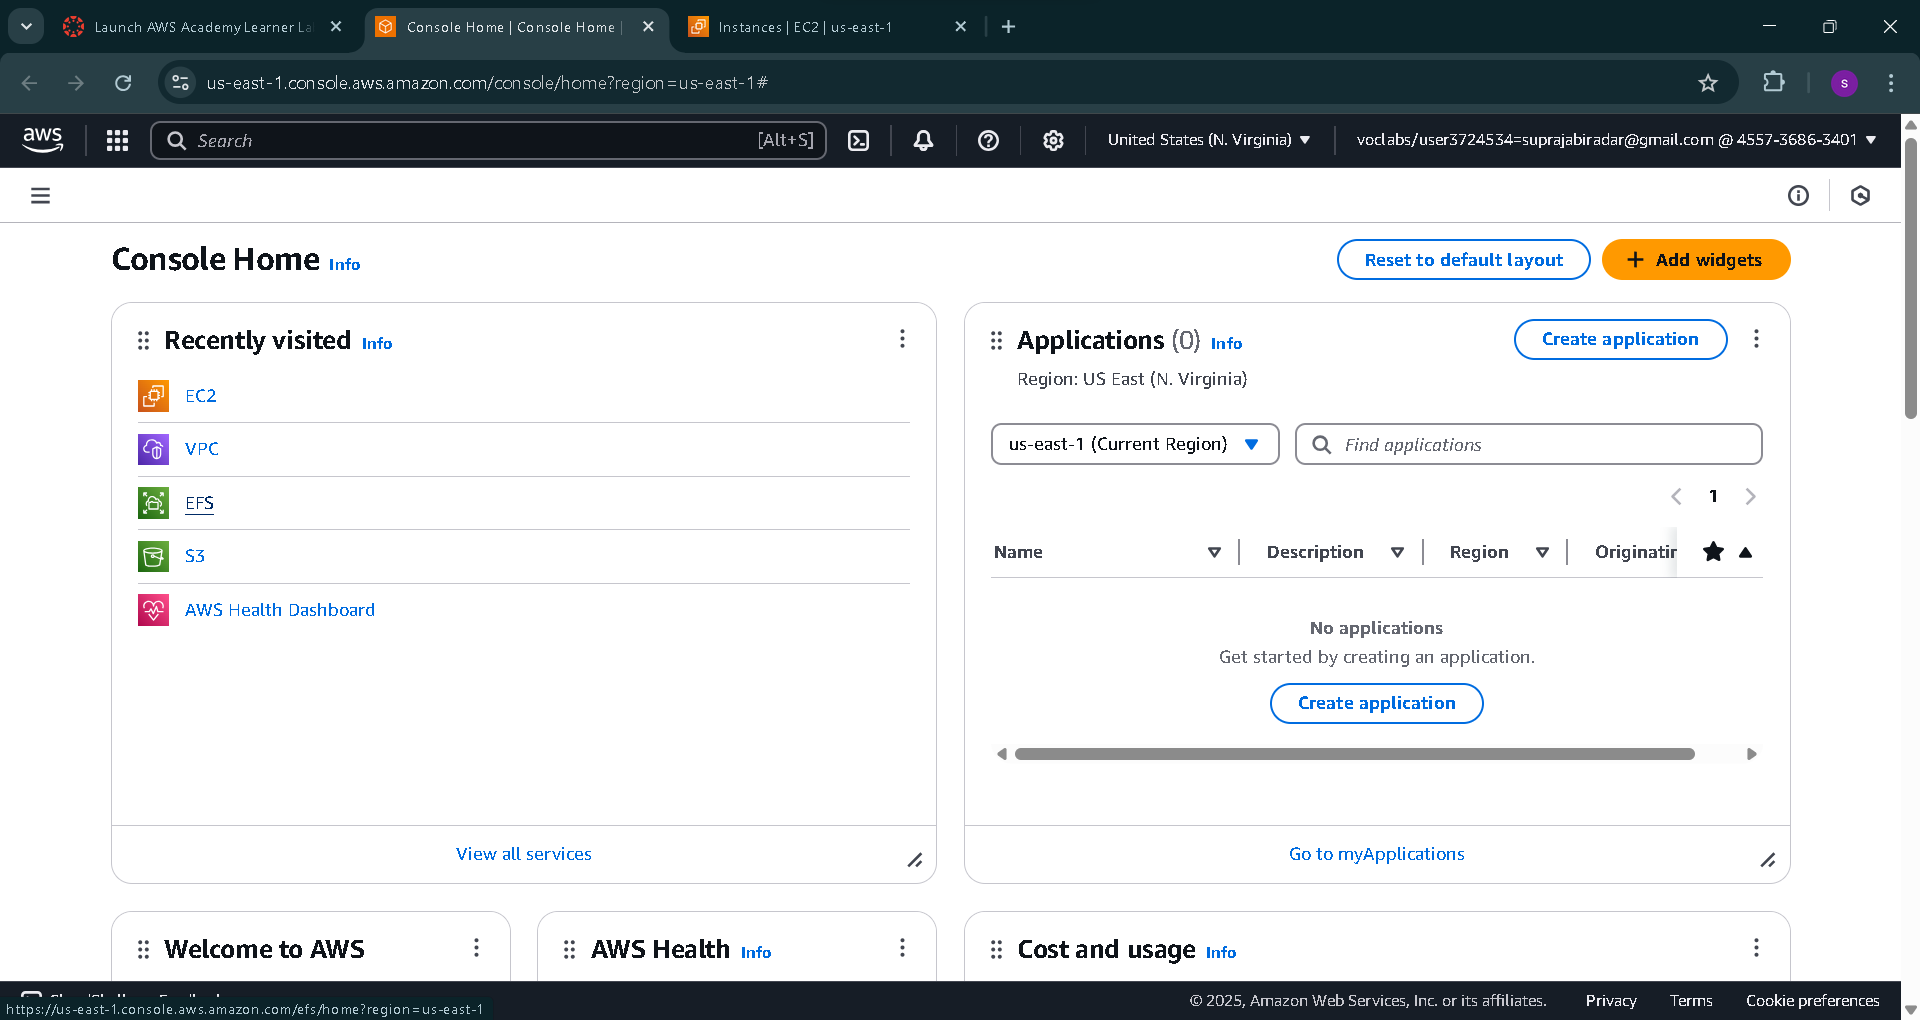 Launch AWS Academy Learner La
Console Home | Console Home |
Instances | EC2 | us-east-1
us-east-1.console.aws.amazon.com/console/home?region=us-east-1#
s
aws
Search
[Alt+S]
United States (N. Virginia)
voclabs/user3724534=suprajabiradar@gmail.com @ 4557-3686-3401
Console Home Info
Reset to default layout
Add widgets
Recently visited Info
EC2
VPC
EFS
S3
AWS Health Dashboard
View all services
Applications (0) Info
Create application
Region: US East (N. Virginia)
us-east-1 (Current Region)
Find applications
1
Name
Description
Region
Originatin
No applications
Get started by creating an application.
Create application
Go to myApplications
Welcome to AWS
AWS Health Info
Cost and usage Info
https://us-east-1.console.aws.amazon.com/efs/home?region=us-east-1
© 2025, Amazon Web Services, Inc. or its affiliates.
Privacy
Terms
Cookie preferences